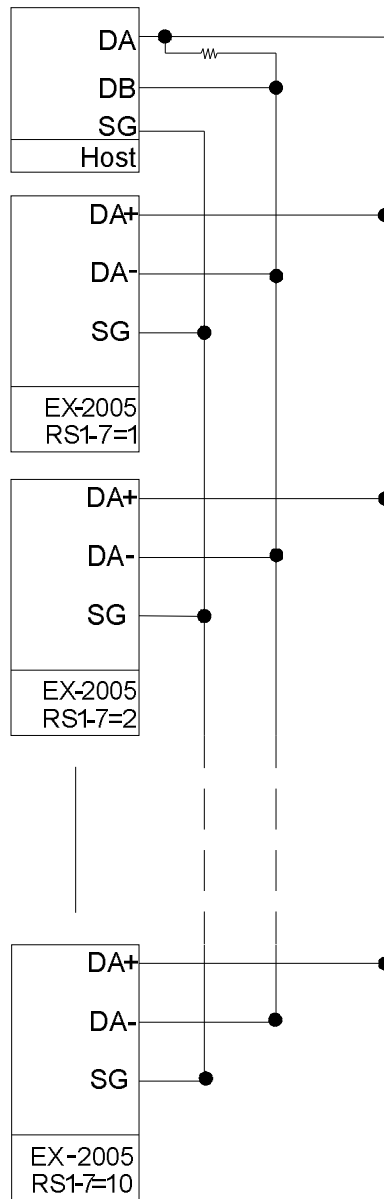 DA
DB
SG
Host
DA+
DA-
SG
EX-2005
RS1-7=1
DA+
DA-
SG
EX-2005
RS1-7=2
DA+
DA-
SG
EX-2005
RS1-7=10